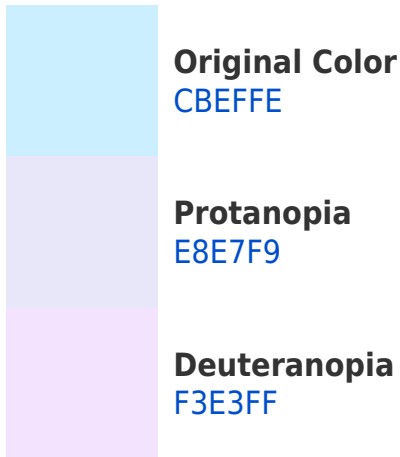 Original Color
CBEFFE
Protanopia
E8E7F9
Deuteranopia
F3E3FF